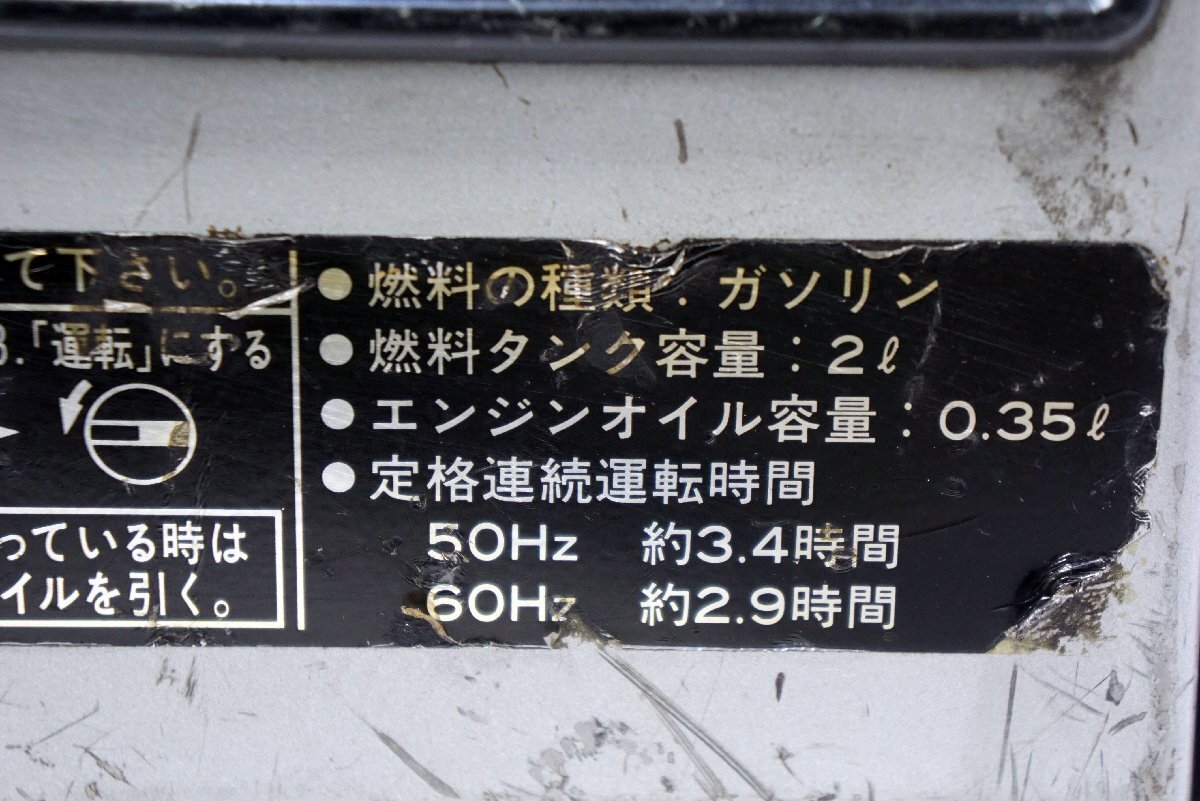 て下さい。
3.「運転」にする
っている時は
イルを引く。
● 燃料の種類：ガソリン
● 燃料タンク容量：2ℓ
● エンジンオイル容量：0.35ℓ
● 定格連続運転時間
50Hz 約3.4時間
60Hz 約2.9時間